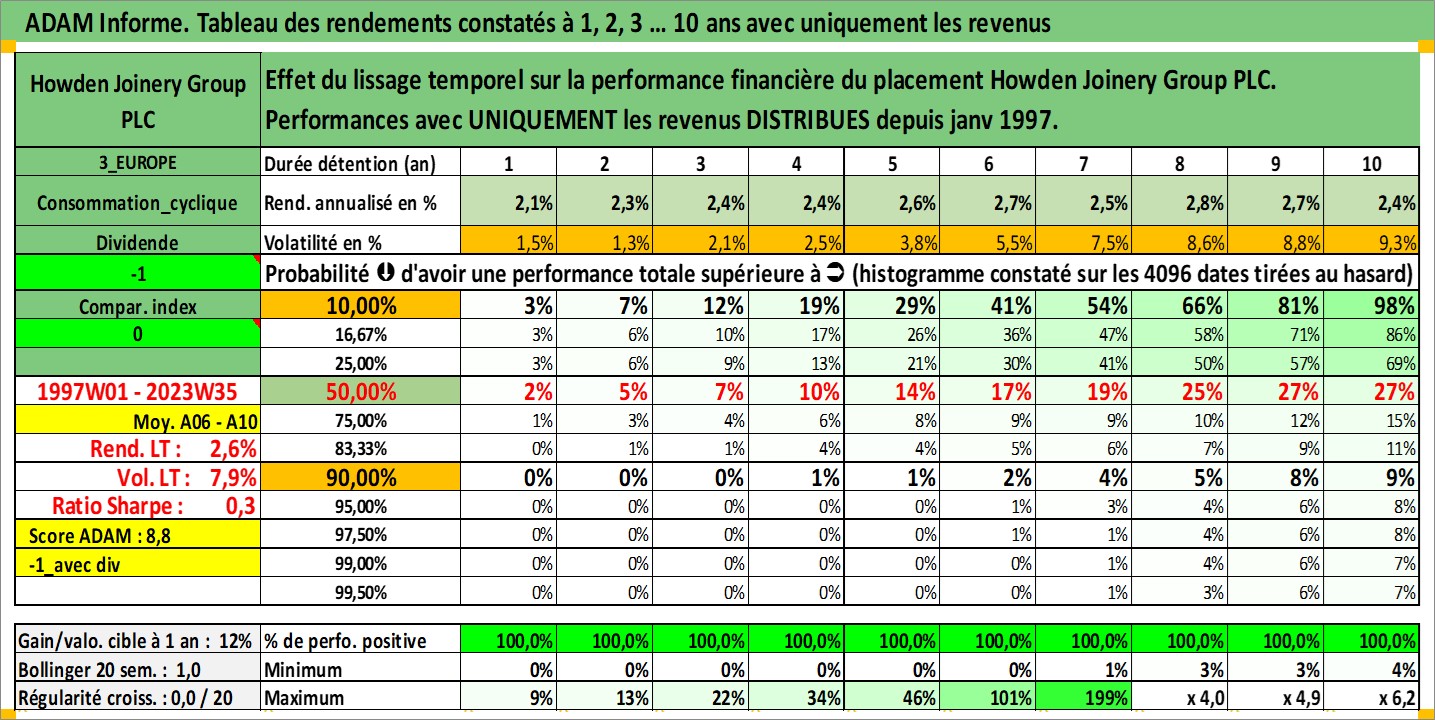 ADAM Informe. Tableau des rendements constatés à 1, 2, 3 ... 10 ans avec uniquement les revenus
Howden Joinery Group PLC
Effet du lissage temporel sur la performance financière du placement Howden Joinery Group PLC.
Performances avec UNIQUEMENT les revenus DISTRIBUES depuis janv 1997.
3_EUROPE Durée détention (an) 1 2 3 4 5 6 7 8 9 10
Consommation_cyclique Rend. annualisé en % 2,1% 2,3% 2,4% 2,4% 2,6% 2,7% 2,5% 2,8% 2,7% 2,4%
Dividende Volatilité en % 1,5% 1,3% 2,1% 2,5% 3,8% 5,5% 7,5% 8,6% 8,8% 9,3%
-1 Probabilité ⬇ d'avoir une performance totale supérieure à ➲ (histogramme constaté sur les 4096 dates tirées au hasard)
Compar. index 10,00% 3% 7% 12% 19% 29% 41% 54% 66% 81% 98%
0 16,67% 3% 6% 10% 17% 26% 36% 47% 58% 71% 86%
25,00% 3% 6% 9% 13% 21% 30% 41% 50% 57% 69%
1997W01 - 2023W35 50,00% 2% 5% 7% 10% 14% 17% 19% 25% 27% 27%
Moy. A06 - A10 75,00% 1% 3% 4% 6% 8% 9% 9% 10% 12% 15%
Rend. LT : 2,6% 83,33% 0% 1% 1% 4% 4% 5% 6% 7% 9% 11%
Vol. LT : 7,9% 90,00% 0% 0% 0% 1% 1% 2% 4% 5% 8% 9%
Ratio Sharpe : 0,3 95,00% 0% 0% 0% 0% 0% 1% 3% 4% 6% 8%
Score ADAM : 8,8 97,50% 0% 0% 0% 0% 0% 1% 1% 4% 6% 8%
-1_avec div 99,00% 0% 0% 0% 0% 0% 0% 1% 4% 6% 7%
99,50% 0% 0% 0% 0% 0% 0% 1% 3% 6% 7%
Gain/valo. cible à 1 an : 12% % de perfo. positive 100,0% 100,0% 100,0% 100,0% 100,0% 100,0% 100,0% 100,0% 100,0% 100,0%
Bollinger 20 sem. : 1,0 Minimum 0% 0% 0% 0% 0% 0% 1% 3% 3% 4%
Régularité croiss. : 0,0 / 20 Maximum 9% 13% 22% 34% 46% 101% 199% x 4,0 x 4,9 x 6,2